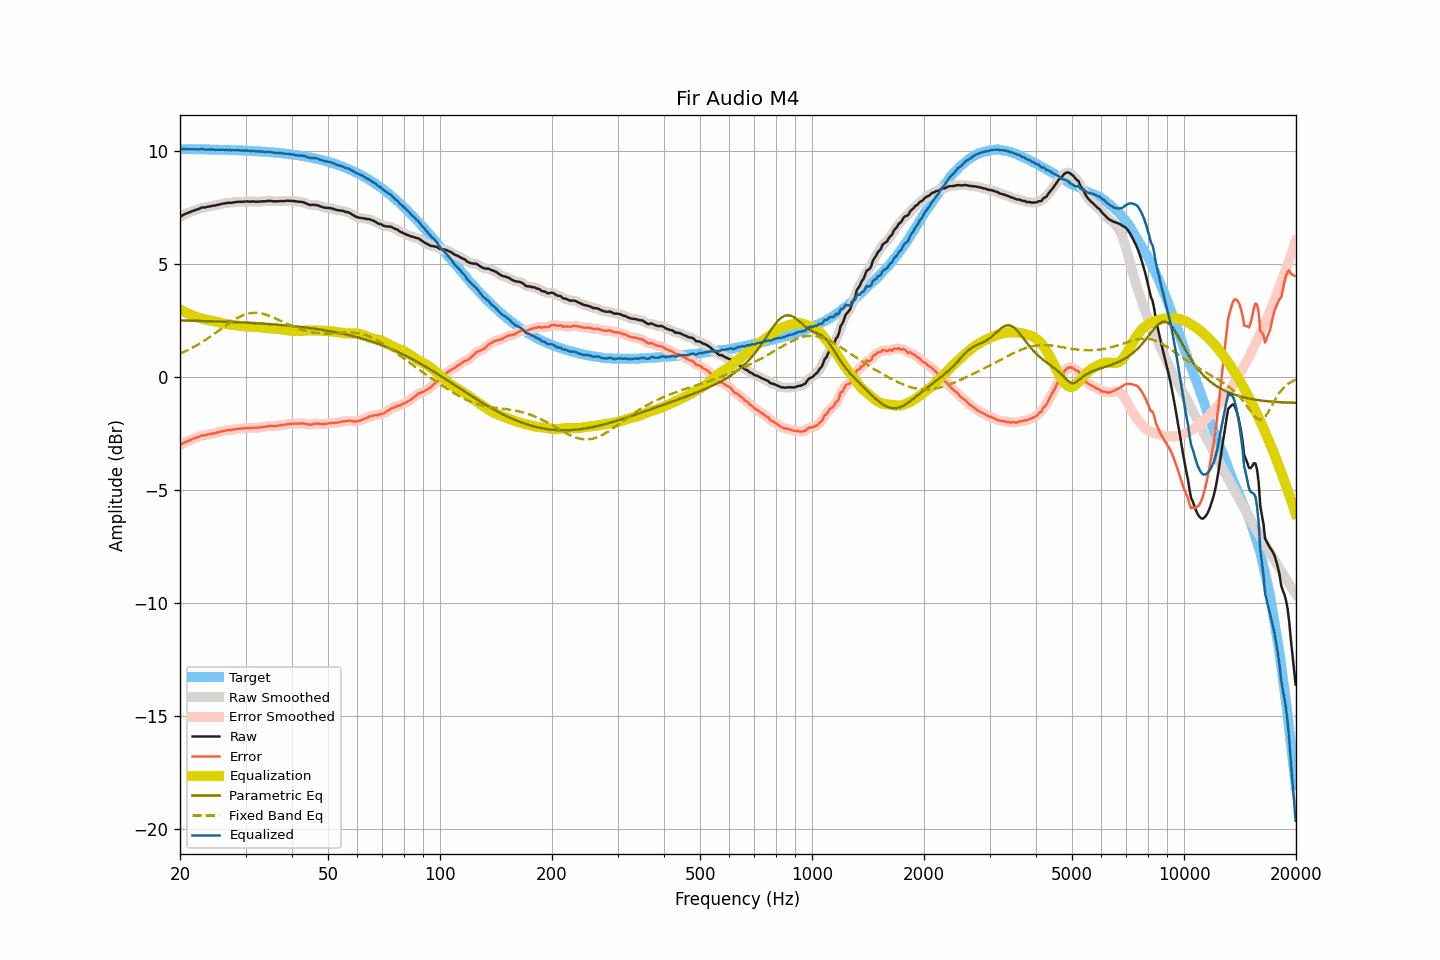 Fir Audio M4
10
5
0
−5
−10
−15
−20
Amplitude (dBr)
Target
Raw Smoothed
Error Smoothed
Raw
Error
Equalization
Parametric Eq
Fixed Band Eq
Equalized
20 50 100 200 500 1000 2000 5000 10000 20000
Frequency (Hz)